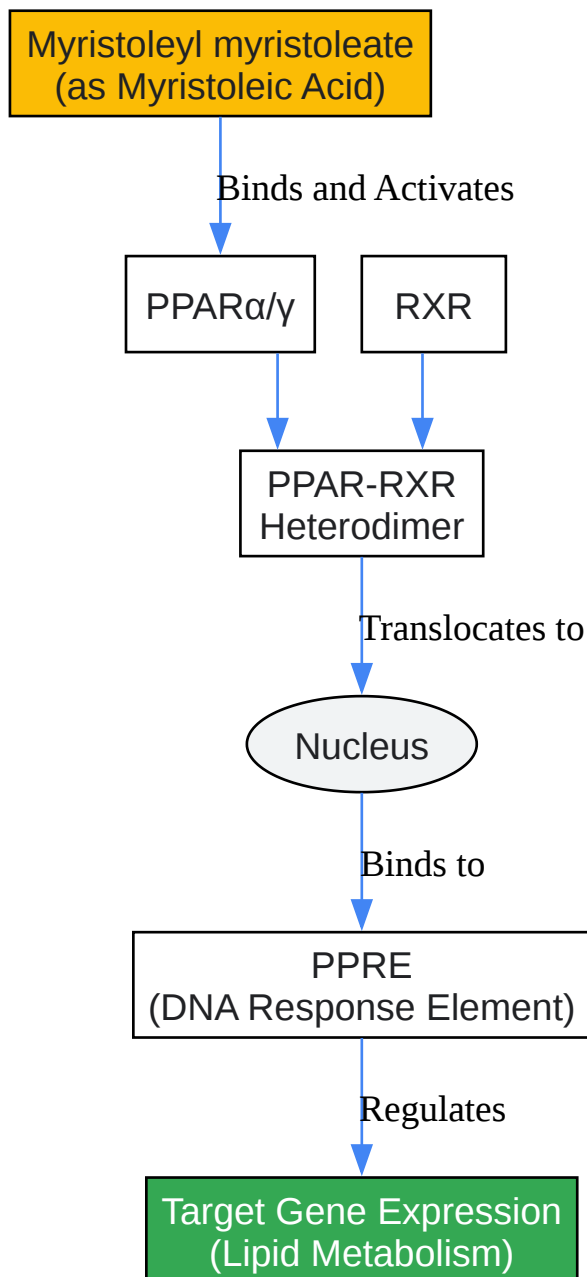 Myristoleyl myristoleate
(as Myristoleic Acid)
Binds and Activates
PPARα/γ
RXR
PPAR-RXR
Heterodimer
Translocates to
Nucleus
Binds to
PPRE
(DNA Response Element)
Regulates
Target Gene Expression
(Lipid Metabolism)